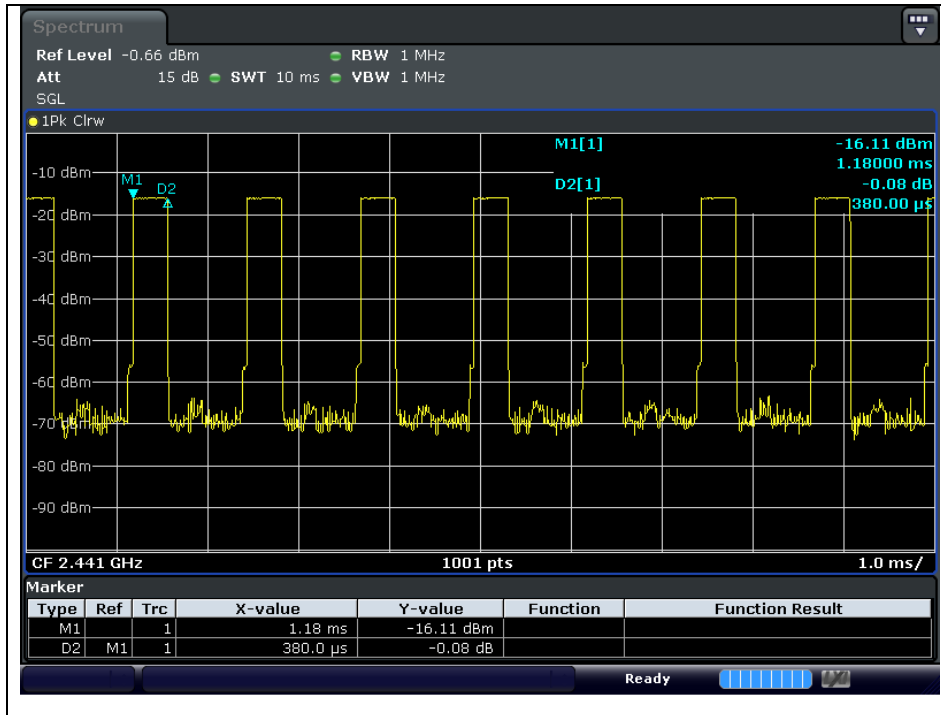 Spectrum
Ref Level -0.66 dBm RBW 1 MHz
Att 15 dB SWT 10 ms VBW 1 MHz
SGL
1Pk Clrw
M1[1] -16.11 dBm
1.18000 ms
D2[1] -0.08 dB
380.00 µs
M1
D2
-10 dBm
-20 dBm
-30 dBm
-40 dBm
-50 dBm
-60 dBm
-70 dBm
-80 dBm
-90 dBm
CF 2.441 GHz 1001 pts 1.0 ms/
Marker
Type Ref Trc X-value Y-value Function Function Result
M1 1 1.18 ms -16.11 dBm
D2 M1 1 380.0 µs -0.08 dB
Ready